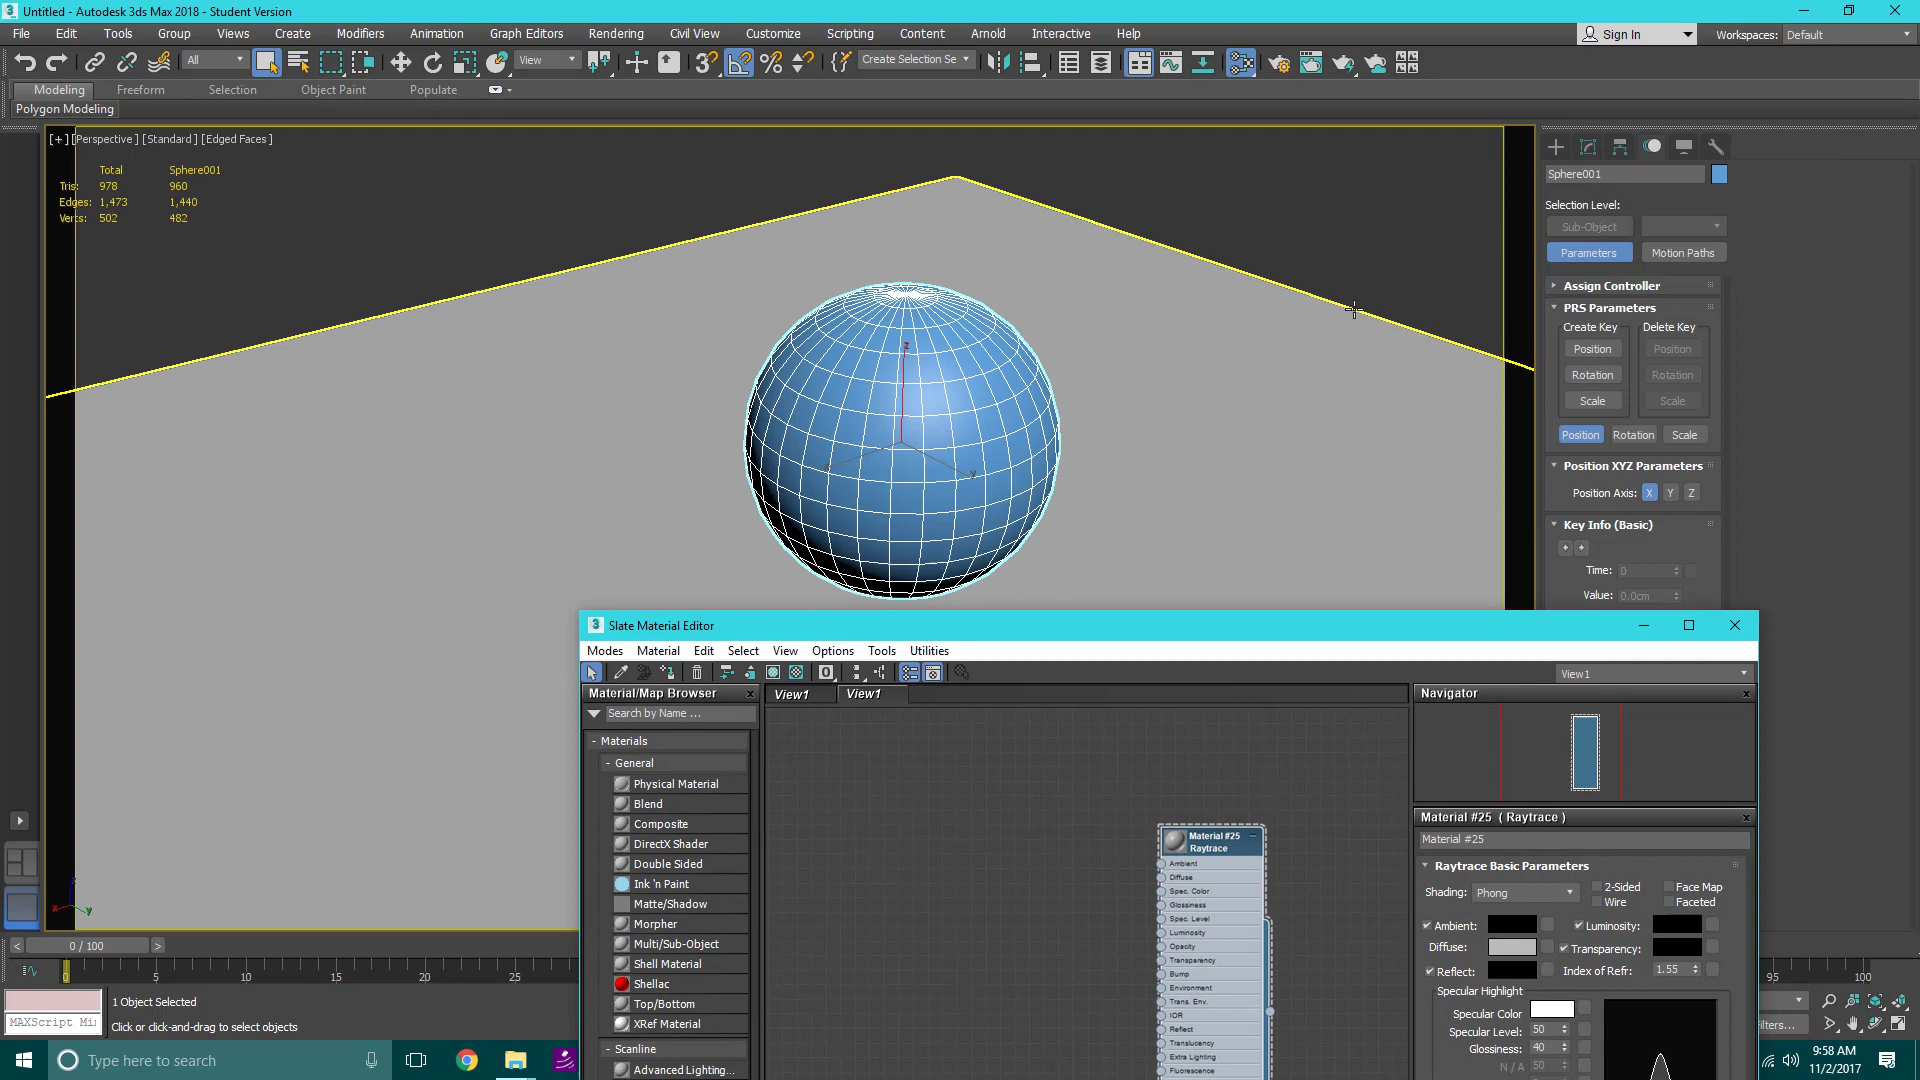 Untitled - Autodesk 3ds Max 2018 - Student Version
File Edit Tools Group Views Create Modifiers Animation Graph Editors Rendering Civil View Customize Scripting Content Arnold Interactive Help
Sign In Workspaces: Default
All View Create Selection Se
Modeling Freeform Selection Object Paint Populate
Polygon Modeling
[+] [Perspective] [Standard] [Edged Faces]
Total Sphere001
Tris: 978 960
Edges: 1,473 1,440
Verts: 502 482
Sphere001
Selection Level:
Sub-Object
Parameters Motion Paths
Assign Controller
PRS Parameters
Create Key Delete Key
Position Position
Rotation Rotation
Scale Scale
Position Rotation Scale
Position XYZ Parameters
Position Axis: X Y Z
Key Info (Basic)
Time: 0
Value: 0.0cm
z
y
x
y
Slate Material Editor
Modes Material Edit Select View Options Tools Utilities
View1
Material/Map Browser
Search by Name ...
- Materials
- General
Physical Material
Blend
Composite
DirectX Shader
Double Sided
Ink 'n Paint
Matte/Shadow
Morpher
Multi/Sub-Object
Shell Material
Shellac
Top/Bottom
XRef Material
- Scanline
Advanced Lighting...
View1 View1
Material #25
Raytrace
Ambient
Diffuse
Spec. Color
Glossiness
Spec. Level
Luminosity
Opacity
Transparency
Bump
Environment
Trans. Env.
IOR
Reflect
Translucency
Extra Lighting
Fluorescence
Navigator
Material #25 ( Raytrace )
Material #25
Raytrace Basic Parameters
Shading: Phong 2-Sided Face Map
Wire Faceted
Ambient: Luminosity:
Diffuse: Transparency:
Reflect: Index of Refr: 1.55
Specular Highlight
Specular Color
Specular Level: 50
Glossiness: 40
N / A 50
< 0 / 100 >
0 5 10 15 20 25 95 100
1 Object Selected
MAXScript Mi
Click or click-and-drag to select objects
ilters...
Type here to search
9:58 AM
11/2/2017